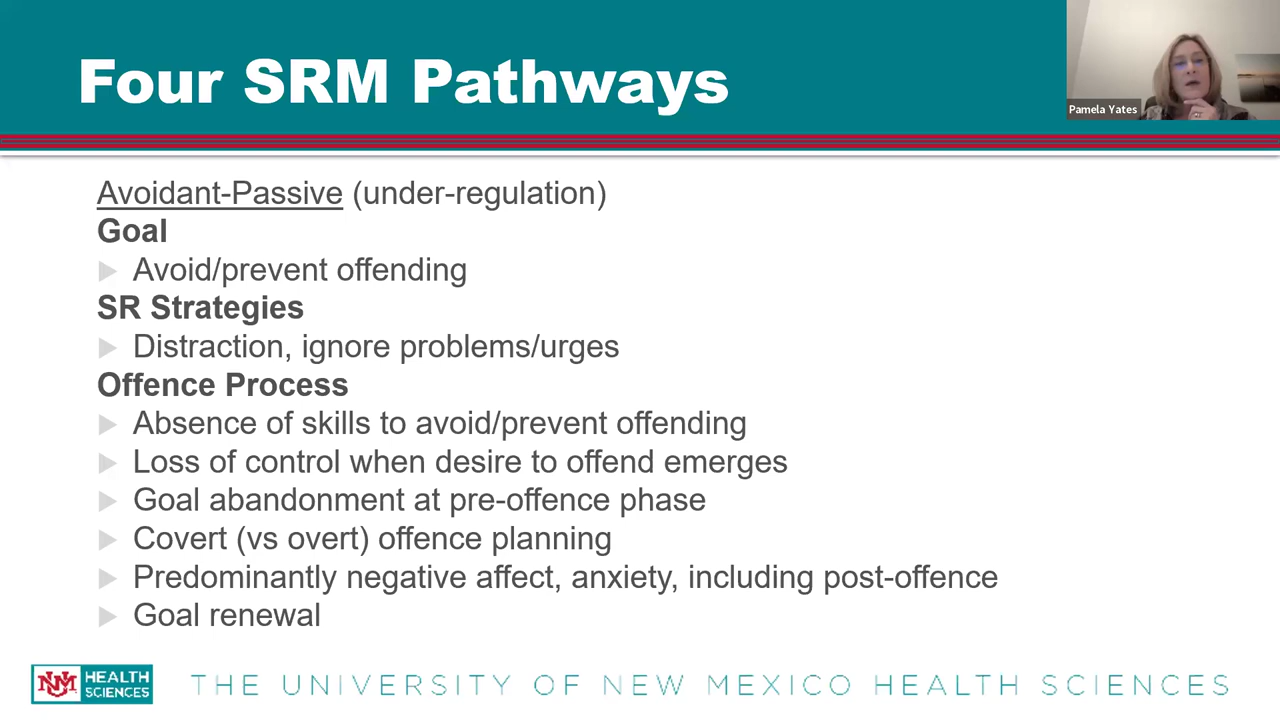 Four SRM Pathways
Pamela Yates
Avoidant-Passive (under-regulation)
Goal
Avoid/prevent offending
SR Strategies
Distraction, ignore problems/urges
Offence Process
Absence of skills to avoid/prevent offending
Loss of control when desire to offend emerges
Goal abandonment at pre-offence phase
Covert (vs overt) offence planning
Predominantly negative affect, anxiety, including post-offence
Goal renewal
UNM HEALTH
SCIENCES
THE UNIVERSITY OF NEW MEXICO HEALTH SCIENCES